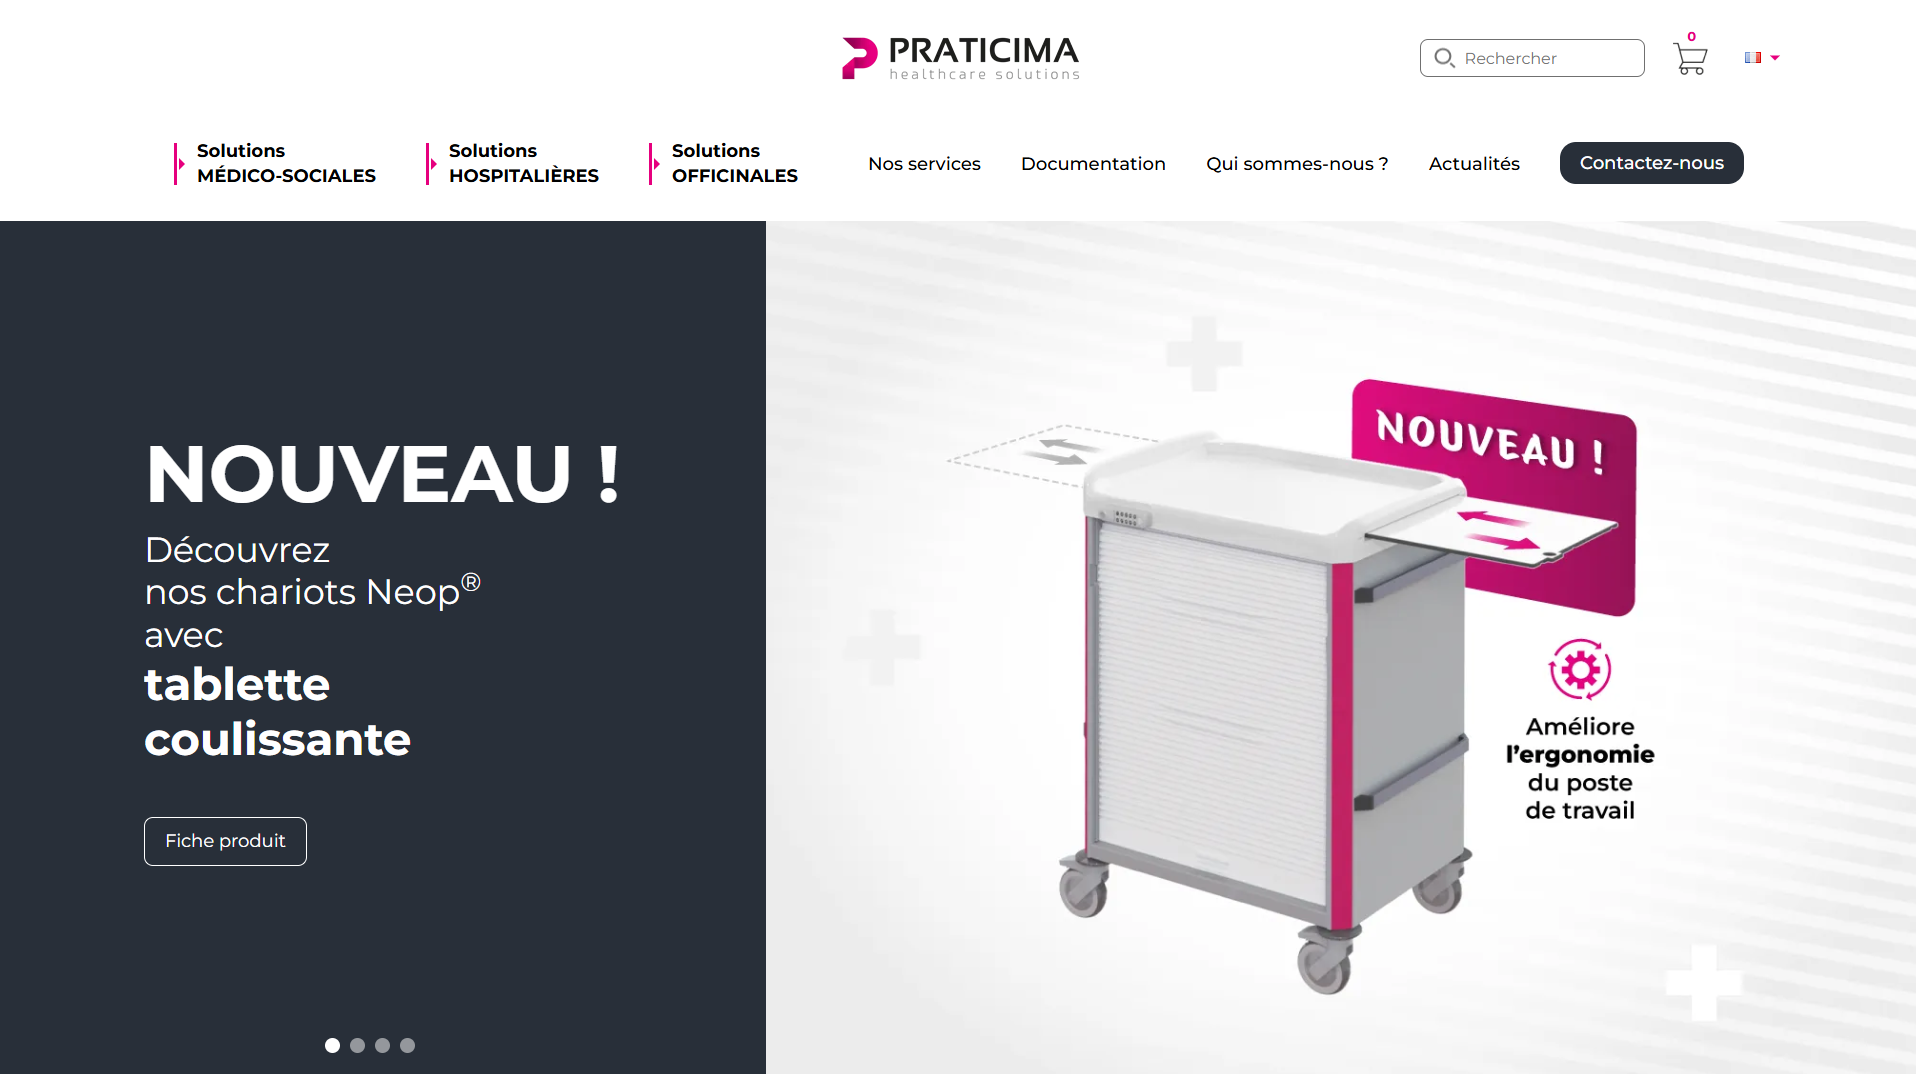 PRATICIMA
healthcare solutions
Rechercher
0
Solutions
MÉDICO-SOCIALES
Solutions
HOSPITALIÈRES
Solutions
OFFICINALES
Nos services
Documentation
Qui sommes-nous ?
Actualités
Contactez-nous
NOUVEAU !
Découvrez
nos chariots Neop®
avec
tablette
coulissante
Fiche produit
NOUVEAU !
Améliore
l’ergonomie
du poste
de travail